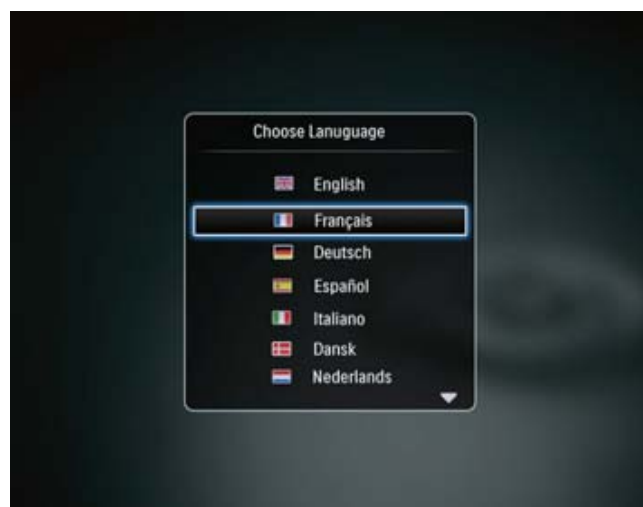 Choose Lanuguage
English
Français
Deutsch
Español
Italiano
Dansk
Nederlands